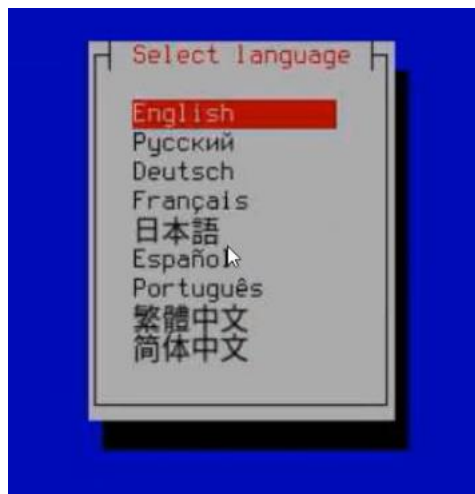 Select language
English
Русский
Deutsch
Français
日本語
Español
Português
繁體中文
简体中文